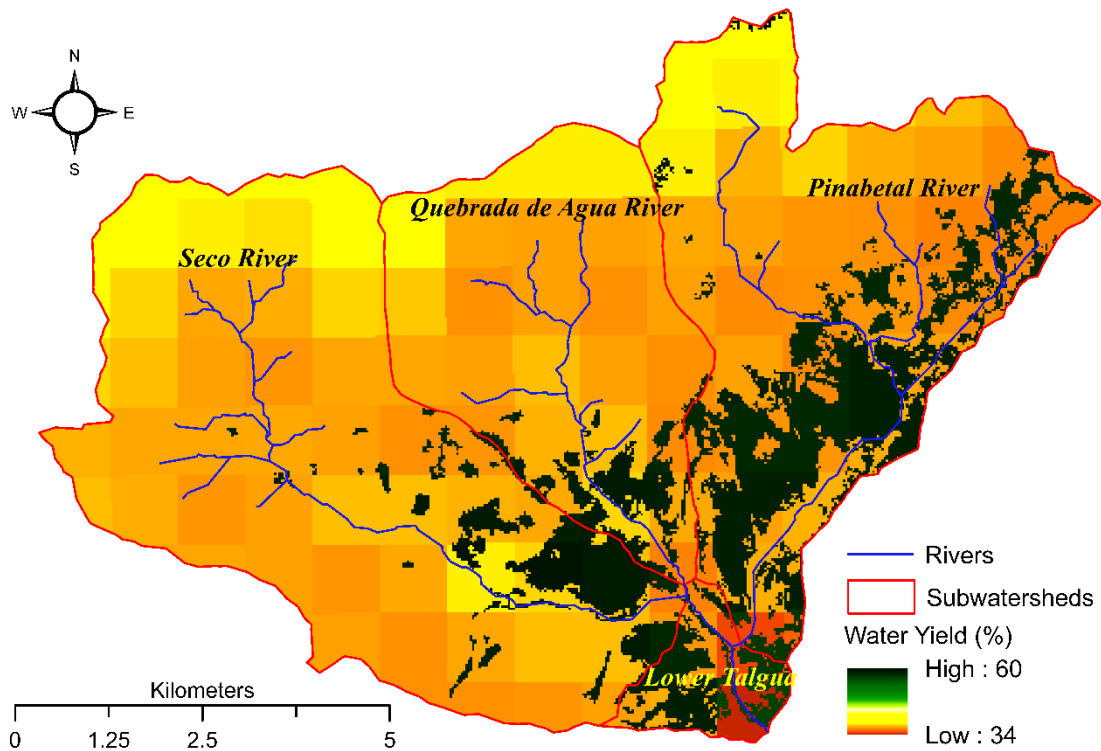 N
W E
S
Pinabetal River
Quebrada de Agua River
Seco River
Rivers
Subwatersheds
Water Yield (%)
High : 60
Low : 34
Lower Talgua
Kilometers
0 1.25 2.5 5